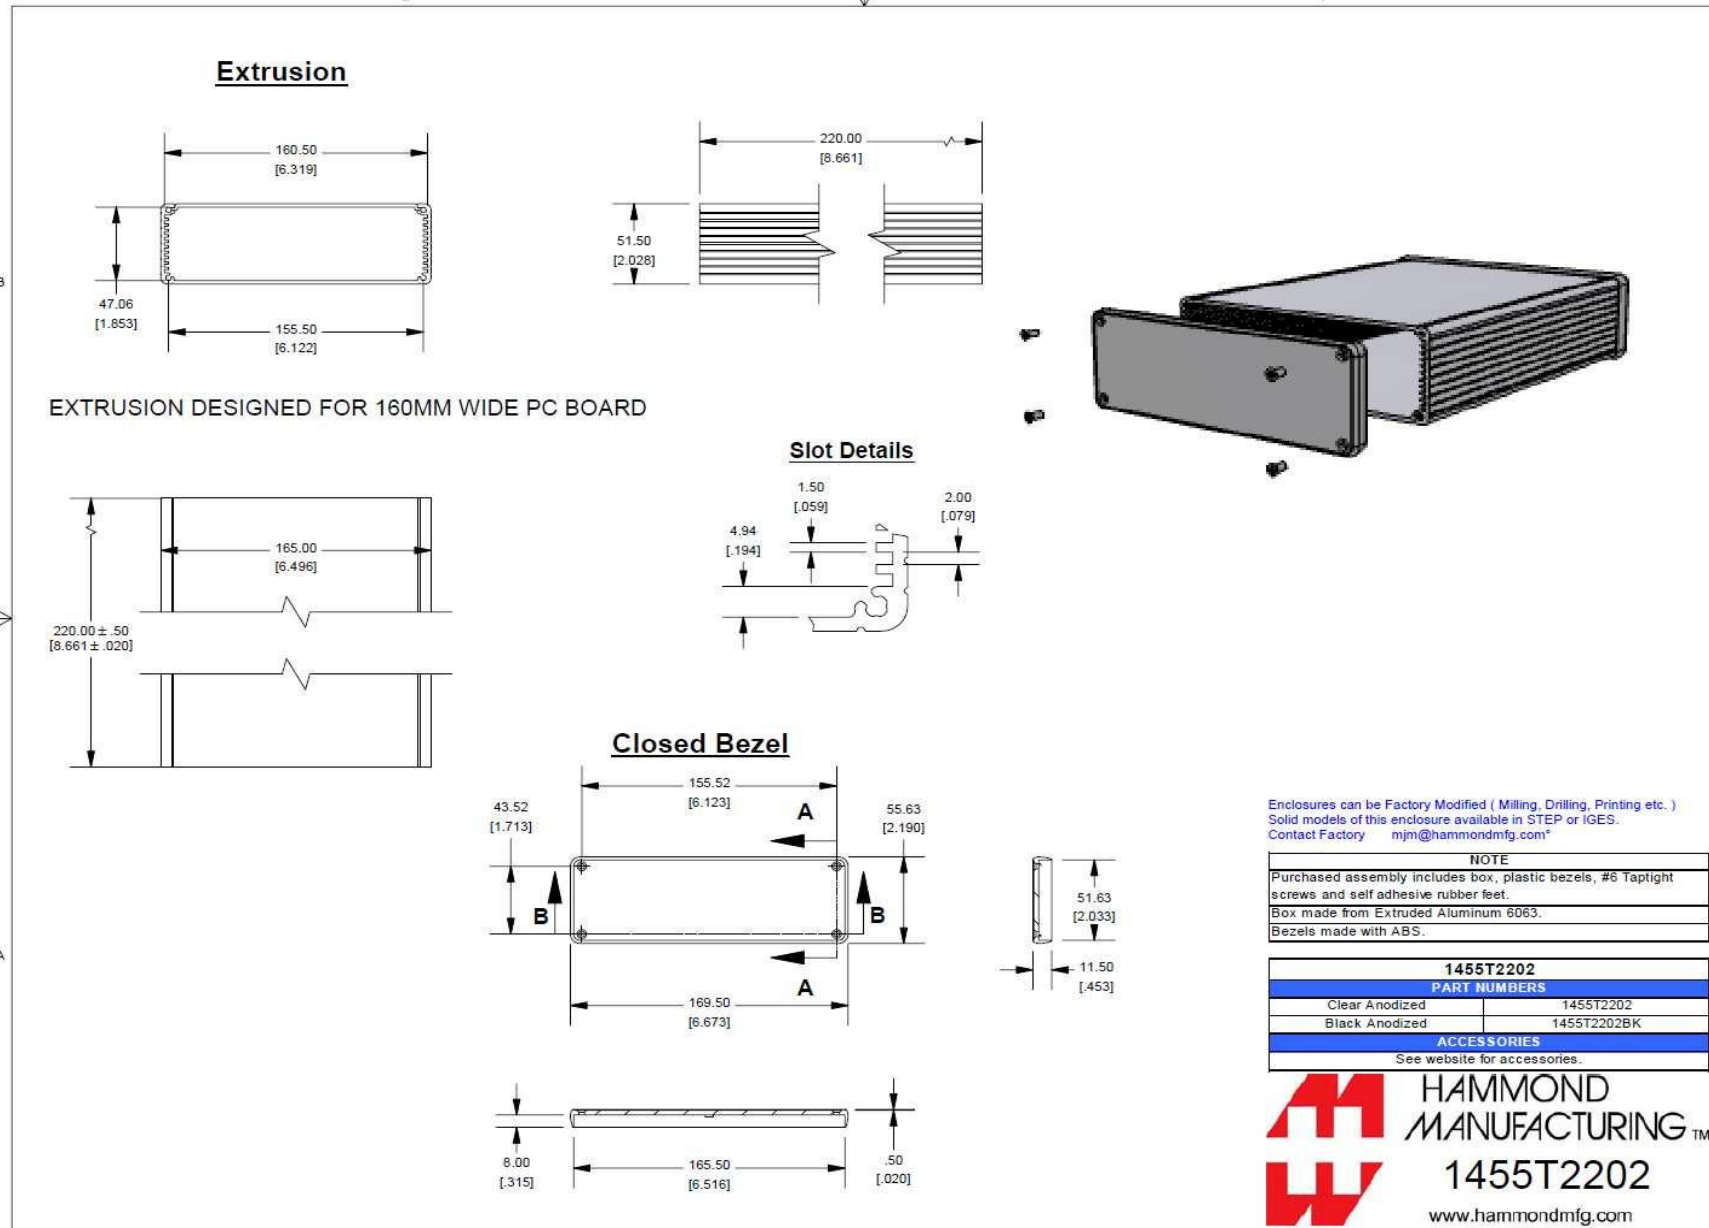 Extrusion
160.50
[6.319]
220.00
[8.661]
51.50
[2.028]
47.06
[1.853]
155.50
[6.122]
EXTRUSION DESIGNED FOR 160MM WIDE PC BOARD
Slot Details
1.50
[.059]
2.00
[.079]
4.94
[.194]
165.00
[6.496]
220.00 ± .50
[8.661 ± .020]
Closed Bezel
155.52
[6.123]
43.52
[1.713]
A
55.63
[2.190]
B
B
51.63
[2.033]
11.50
[.453]
A
169.50
[6.673]
8.00
[.315]
165.50
[6.516]
.50
[.020]
Enclosures can be Factory Modified ( Milling, Drilling, Printing etc. )
Solid models of this enclosure available in STEP or IGES.
Contact Factory mjm@hammondmfg.com°
NOTE
Purchased assembly includes box, plastic bezels, #6 Taptight
screws and self adhesive rubber feet.
Box made from Extruded Aluminum 6063.
Bezels made with ABS.
1455T2202
PART NUMBERS
Clear Anodized 1455T2202
Black Anodized 1455T2202BK
ACCESSORIES
See website for accessories.
HAMMOND
MANUFACTURING TM
1455T2202
www.hammondmfg.com